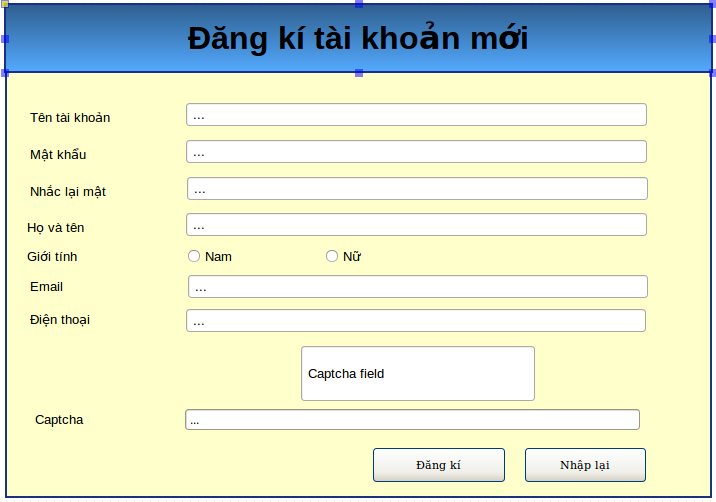 Đăng kí tài khoản mới
Tên tài khoản ...
Mật khẩu ...
Nhắc lại mật ...
Họ và tên ...
Giới tính Nam Nữ
Email ...
Điện thoại ...
Captcha field
Captcha ...
Đăng kí Nhập lại